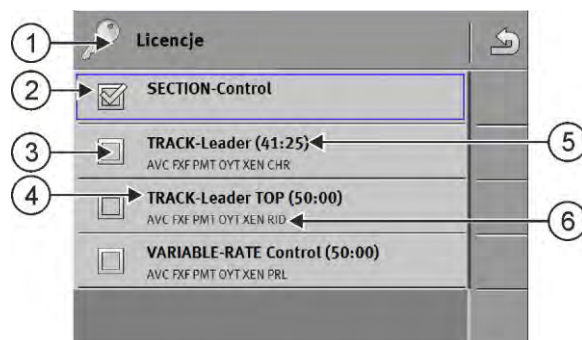 Licencje
SECTION-Control
TRACK-Leader (41:25)
AVC FXF PMT OYT XEN CHR
TRACK-Leader TOP (50:00)
AVC FXF PMT OYT XEN RID
VARIABLE-RATE Control (50:00)
AVC FXF PMT OYT XEN PRL
1
2
3
4
5
6